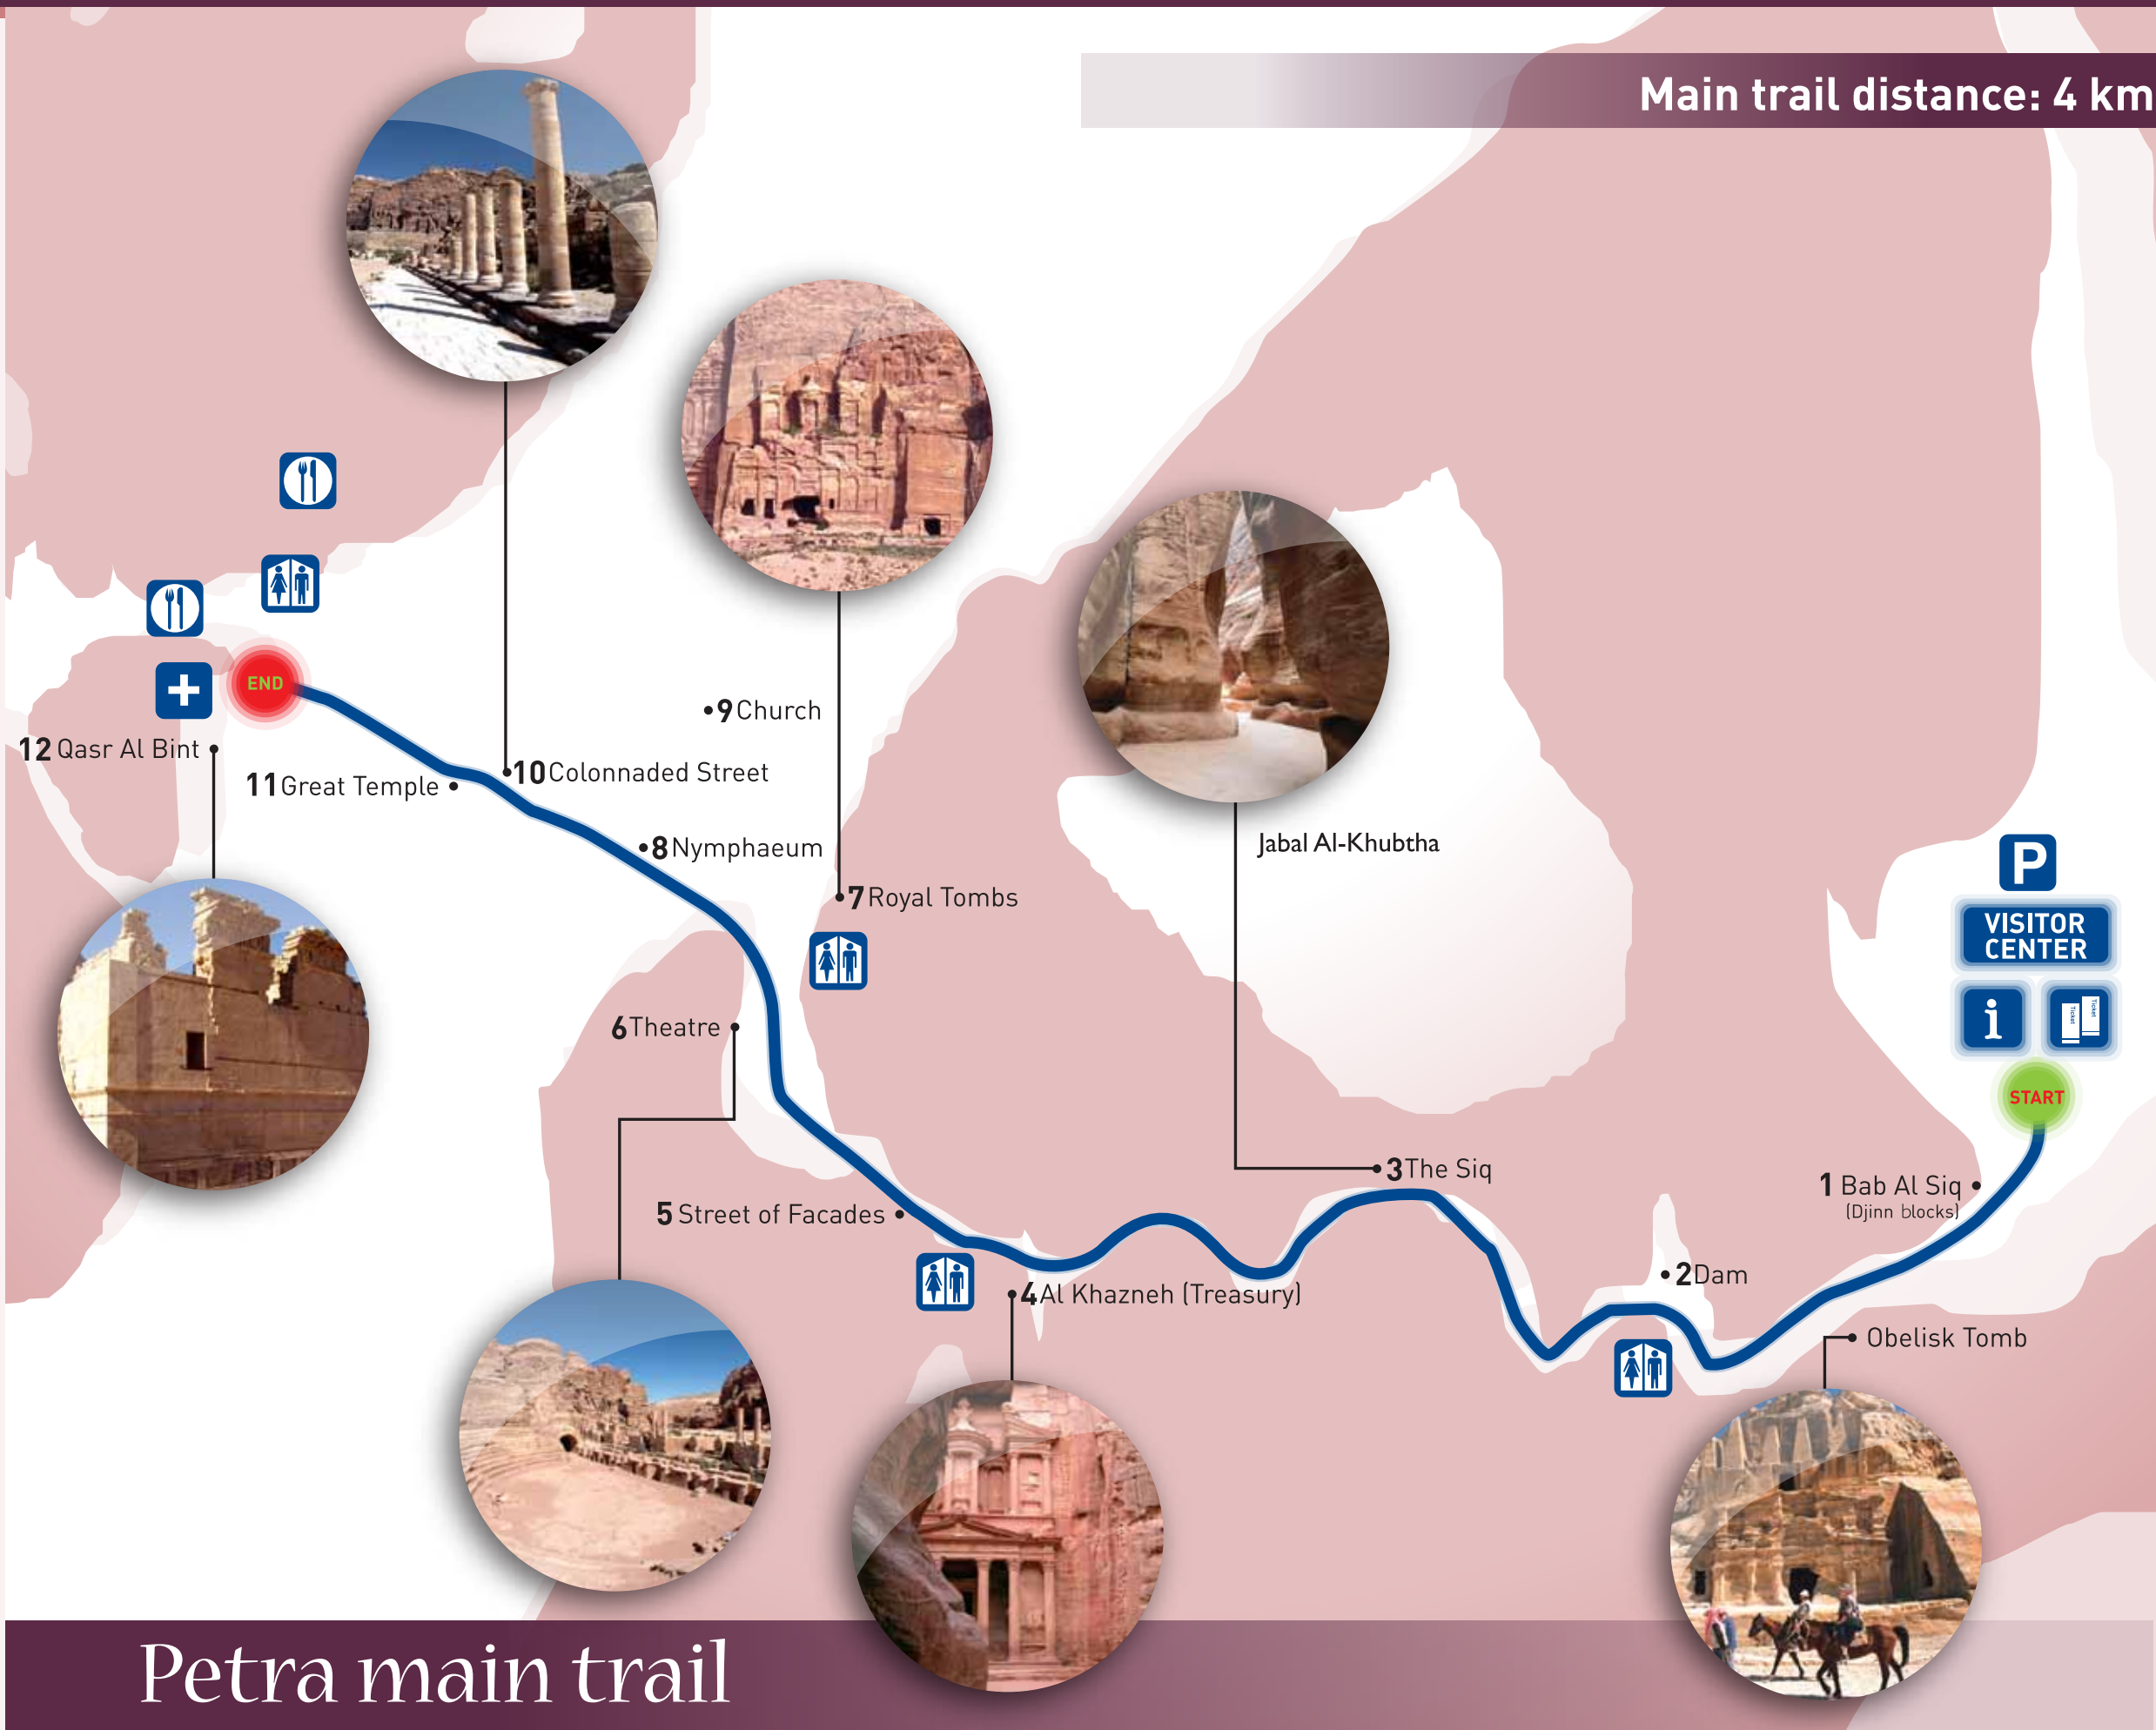 Main trail distance: 4 km
END
9 Church
12 Qasr Al Bint
11 Great Temple
10 Colonnaded Street
8 Nymphaeum
Jabal Al-Khubtha
P
7 Royal Tombs
VISITOR
CENTER
6 Theatre
i
Ticket
Ticket
START
3 The Siq
1 Bab Al Siq
(Djinn blocks)
5 Street of Facades
2 Dam
4 Al Khazneh (Treasury)
Obelisk Tomb
Petra main trail